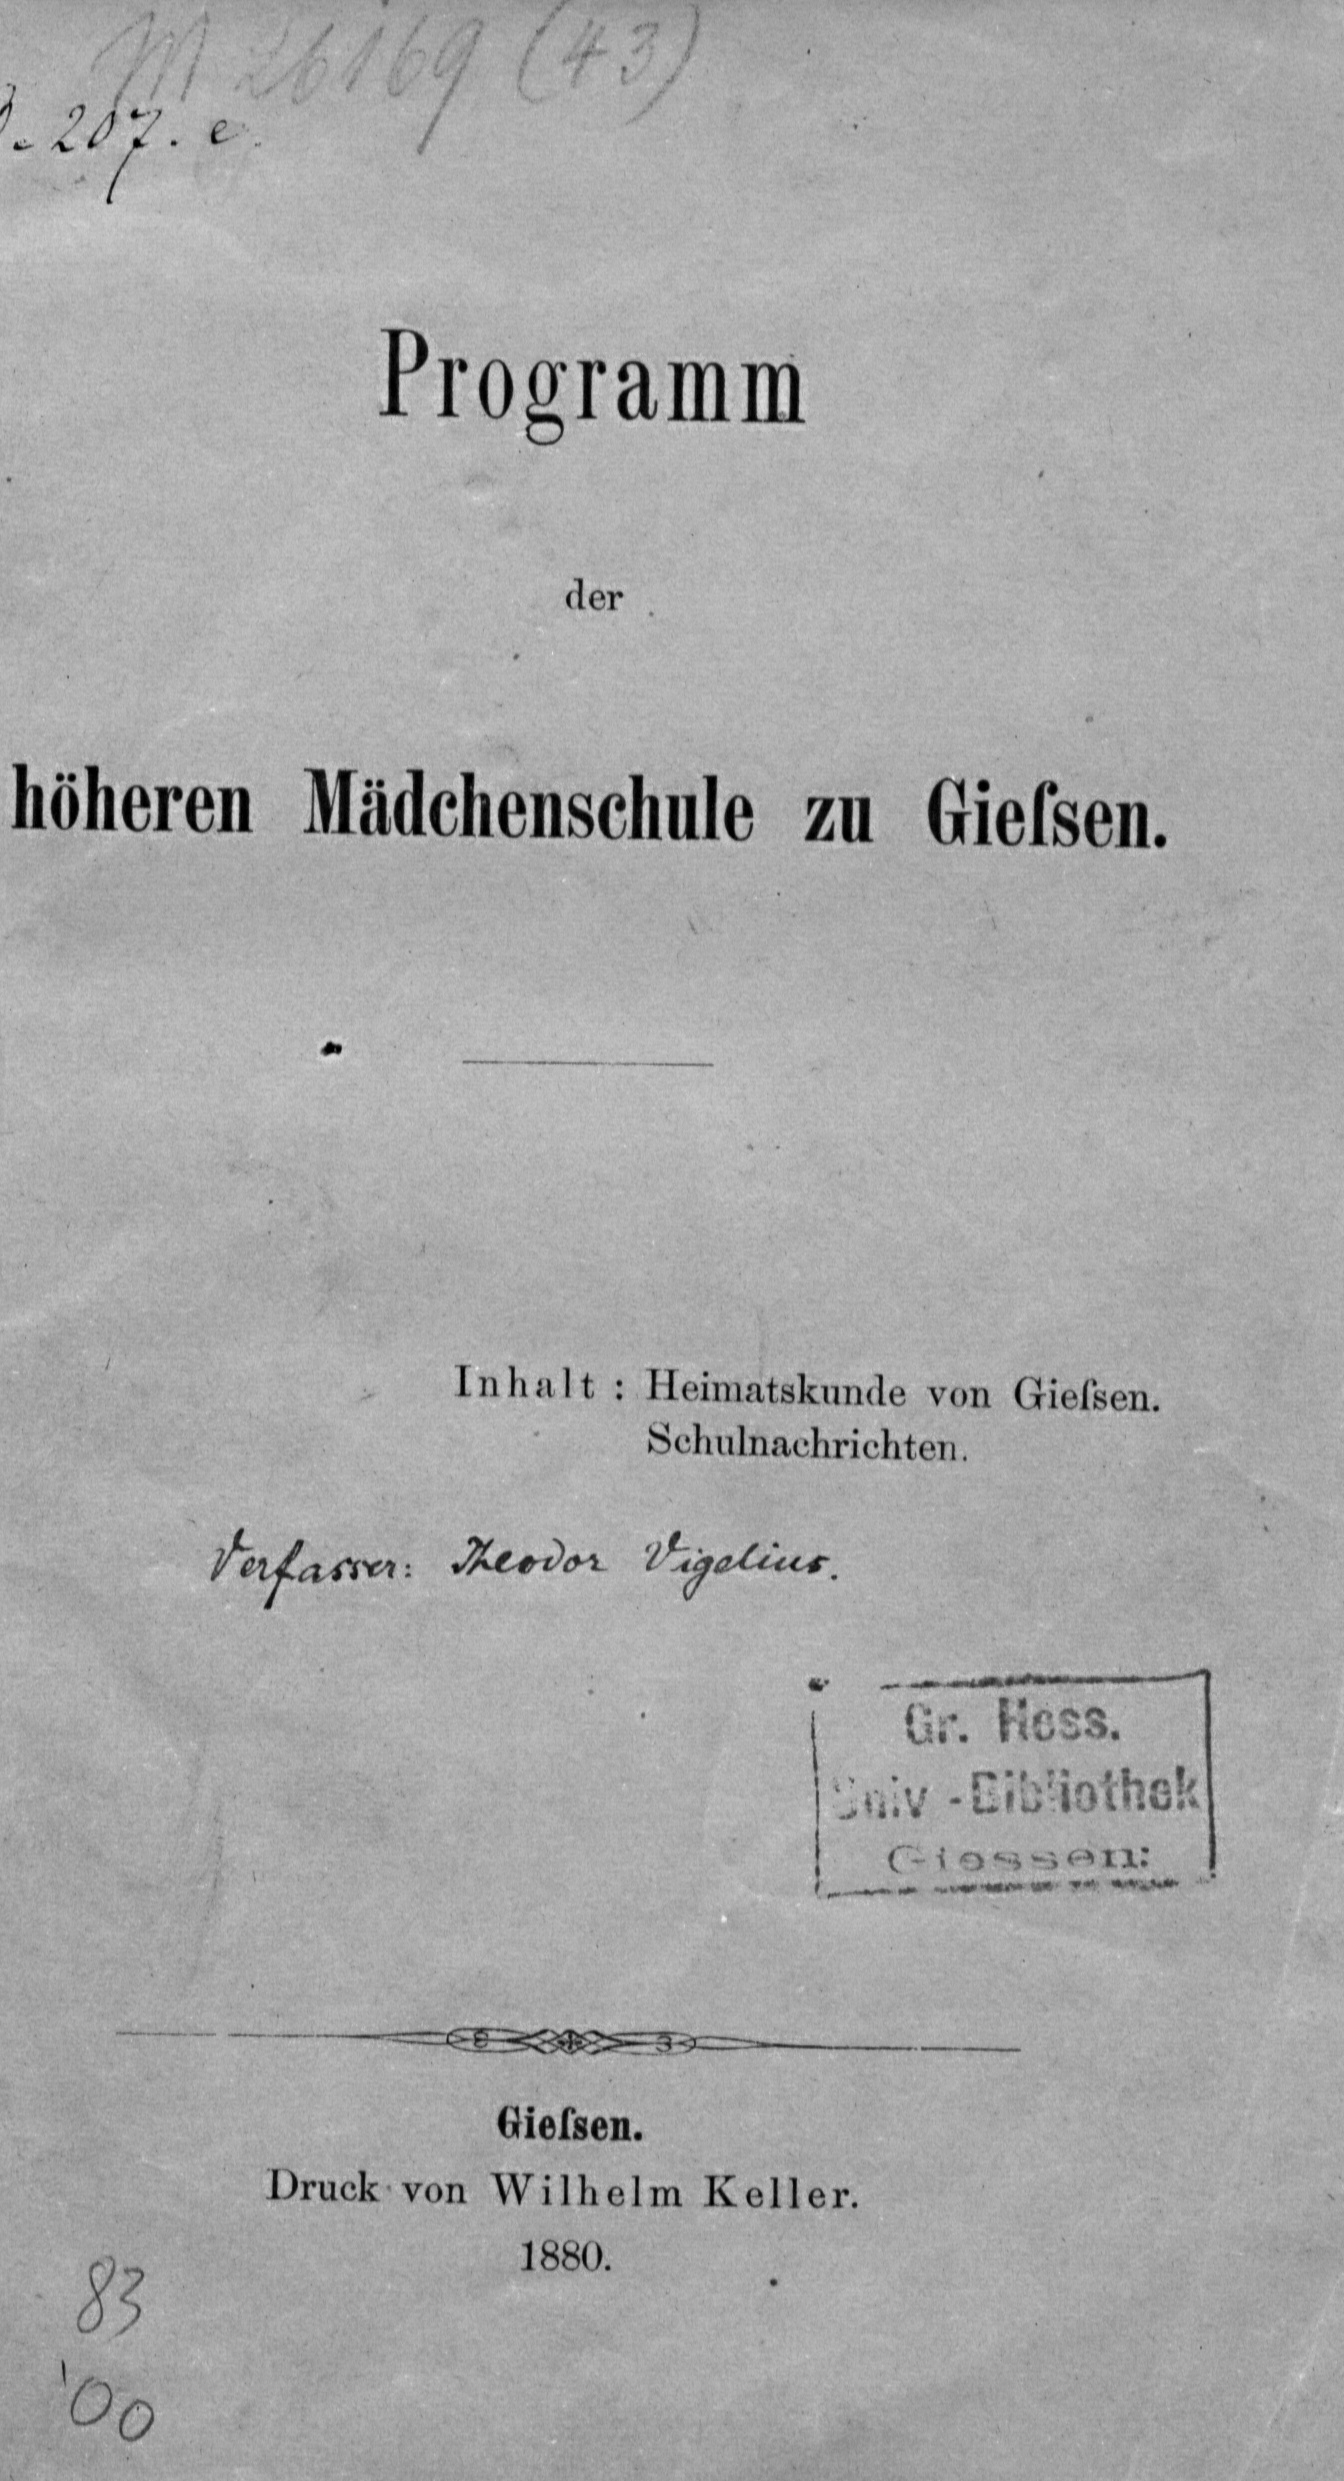 M 26169 (43)
. 207. e.
Programm
der
höheren Mädchenschule zu Gieſsen.
Inhalt : Heimatskunde von Gieſsen.
Schulnachrichten.
Verfasser: Theodor Vigelius.
Gr. Hess.
Univ -Bibliothek
Giessen:
Gieſsen.
Druck von Wilhelm Keller.
1880.
83
'00